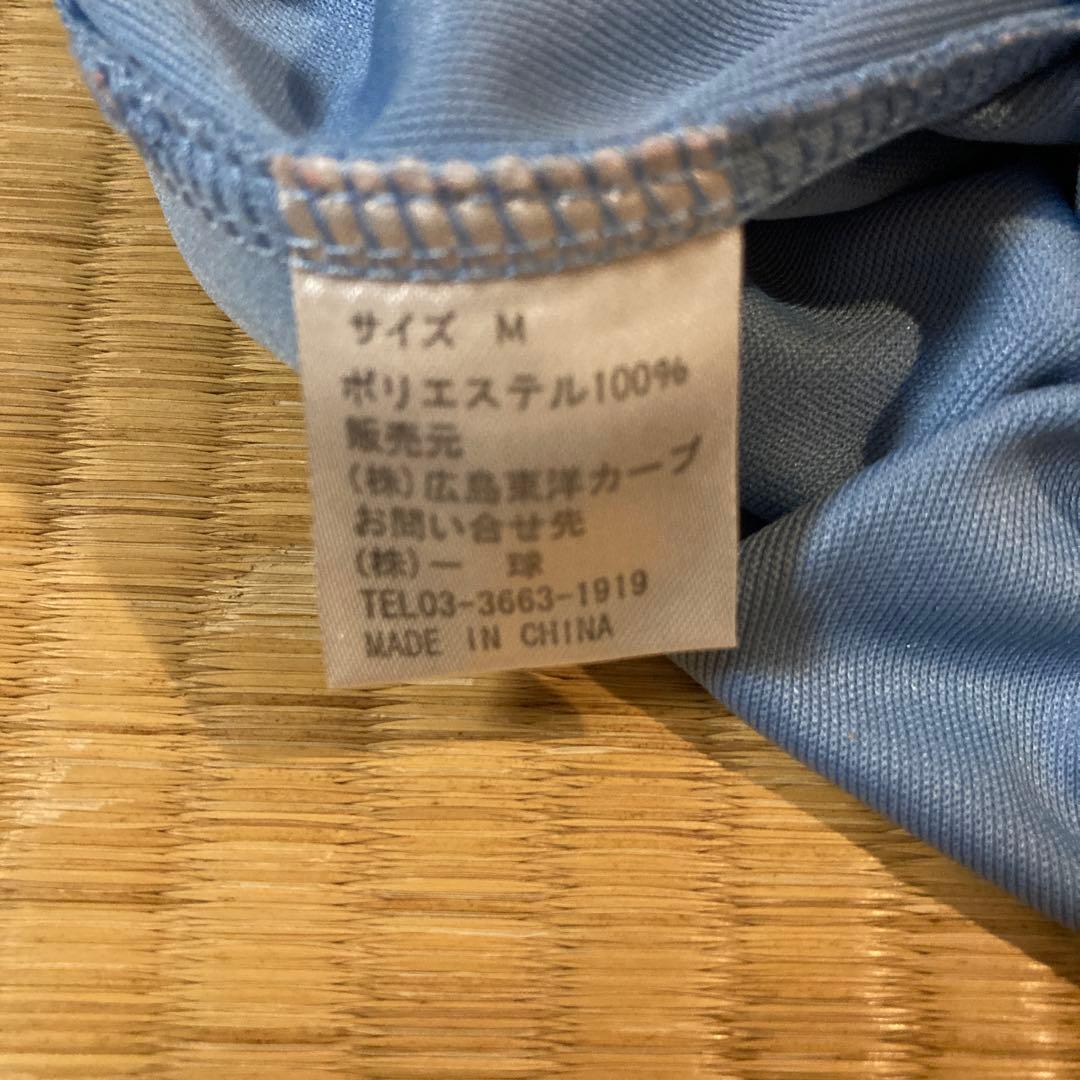 サイズ　M
ポリエステル100%
販売元
(株)広島東洋カープ
お問い合せ先
(株)一　球
TEL03-3663-1919
MADE IN CHINA